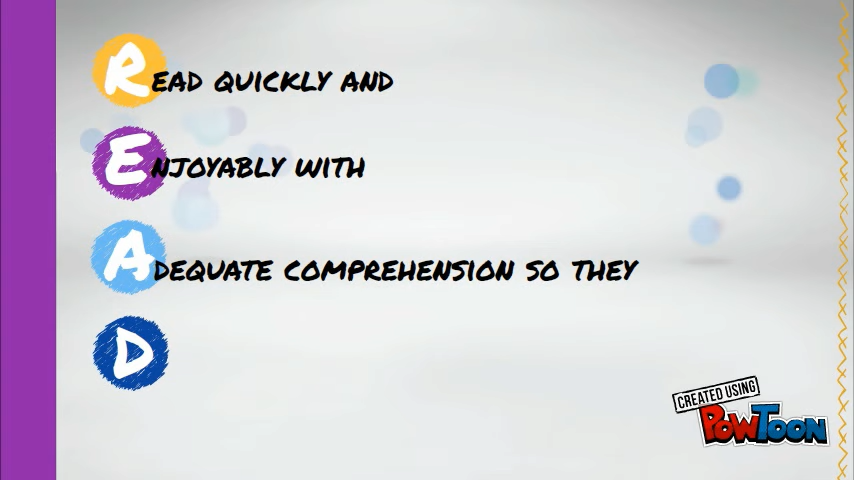 READ QUICKLY AND
ENJOYABLY WITH
ADEQUATE COMPREHENSION SO THEY
D
CREATED USING
POWTOON